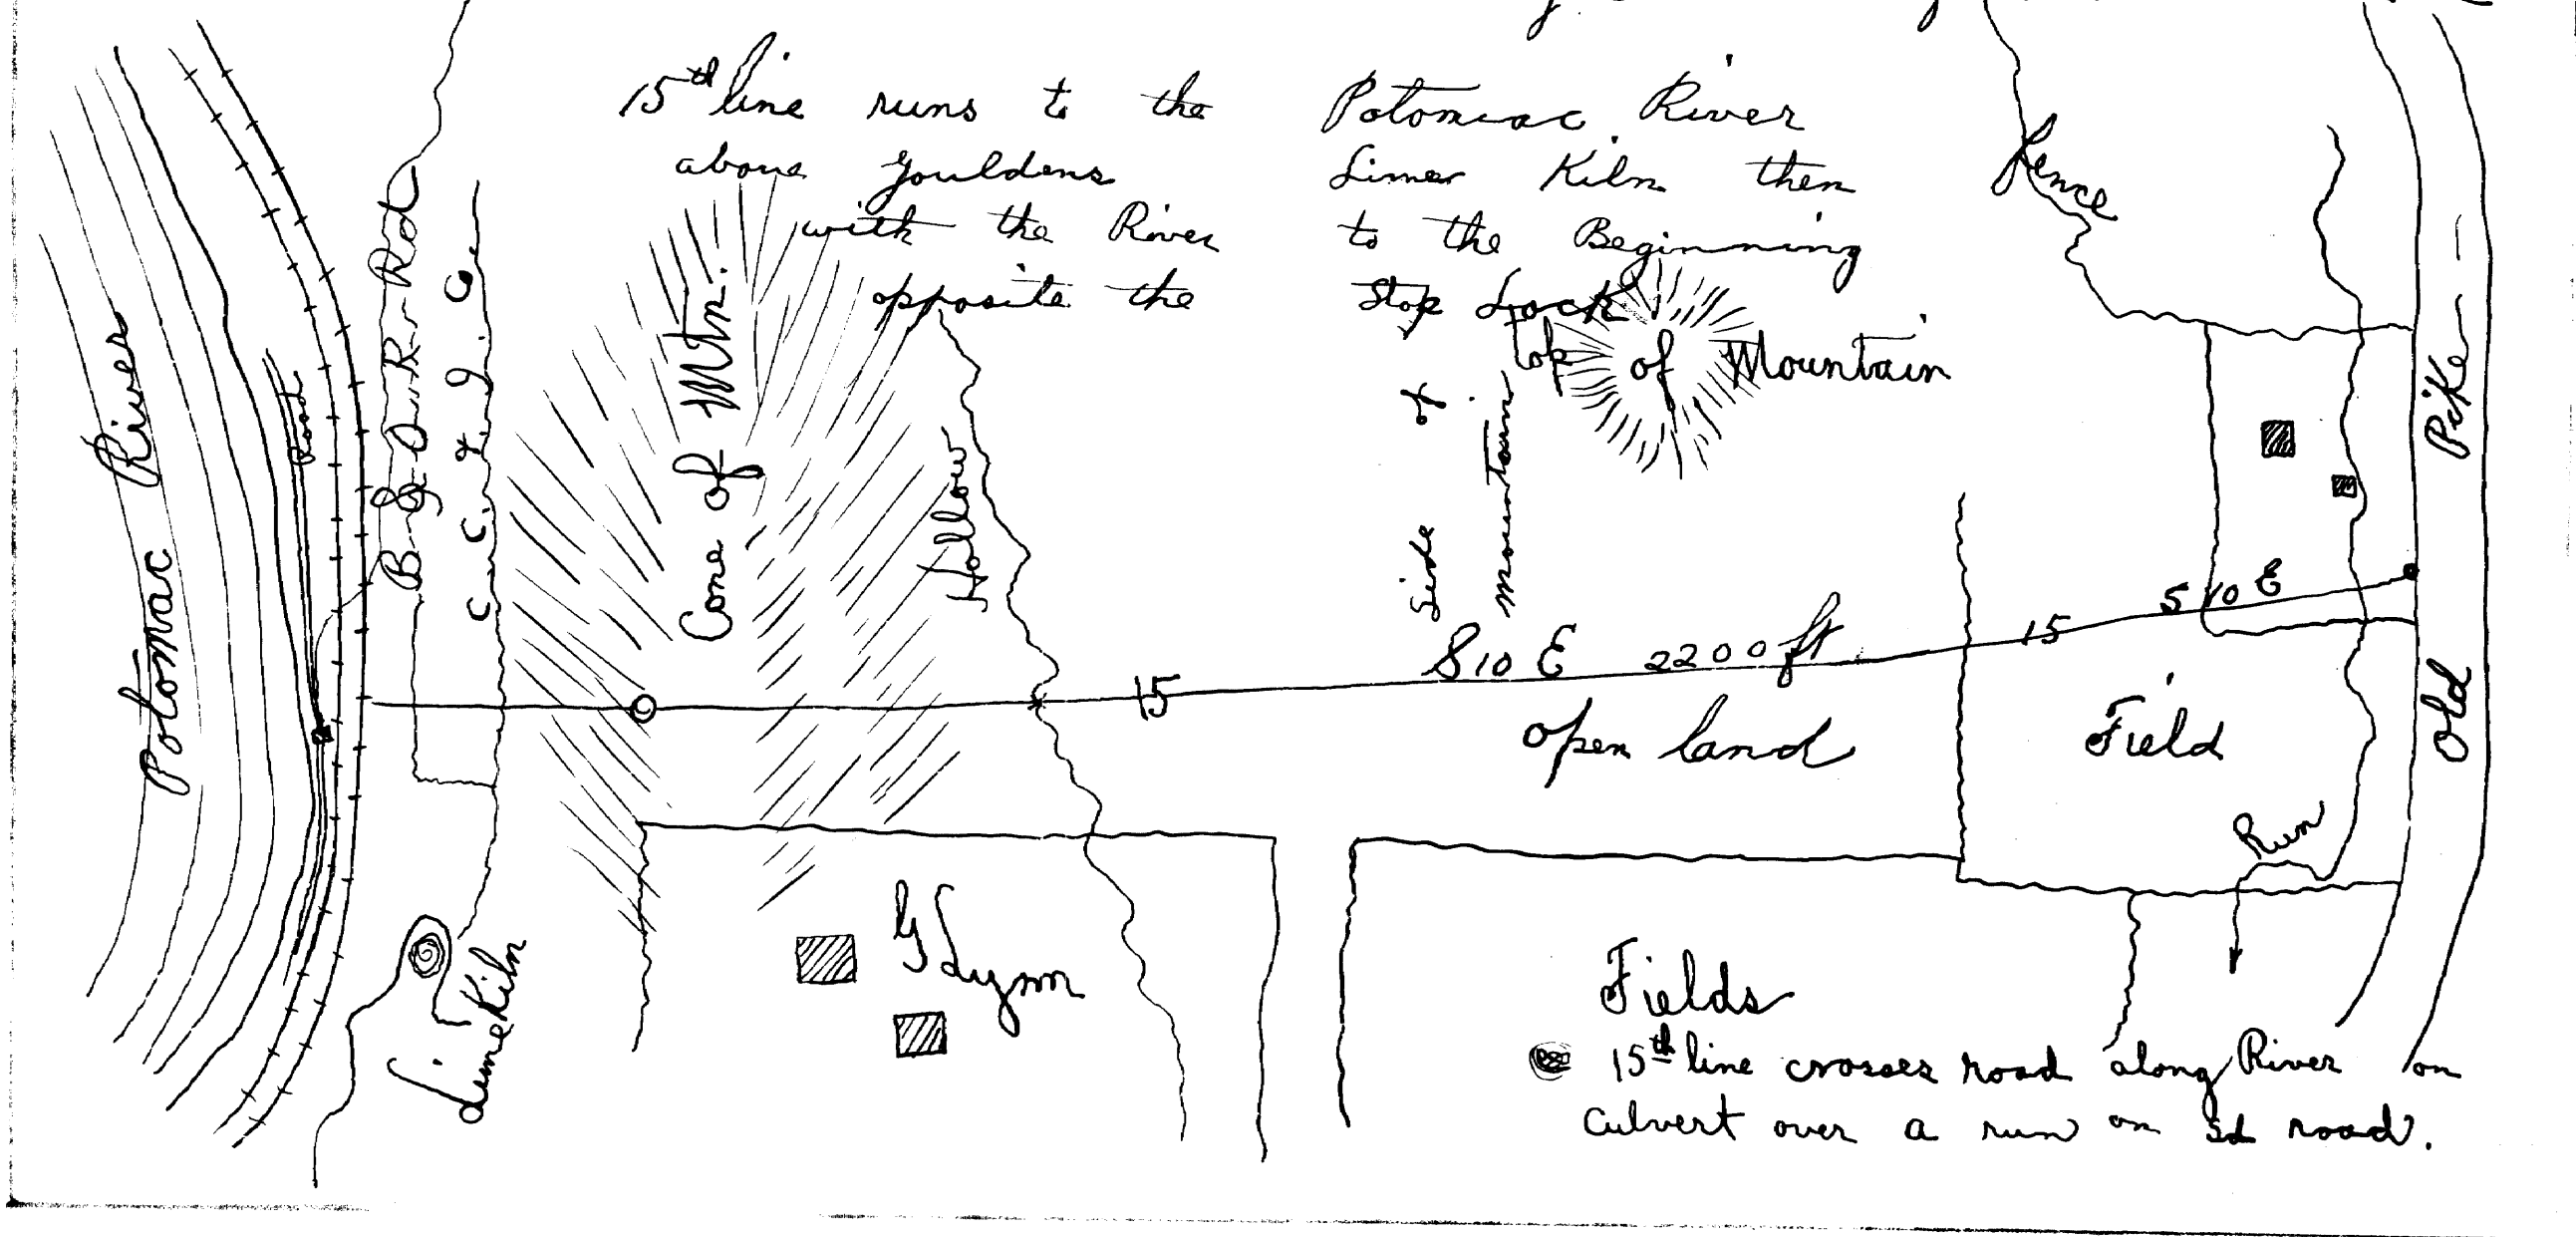 15th line runs to the Potomac River
above Gouldens Lime Kiln then
with the River to the Beginning
opposite the Stop Lock
Top of Mountain
fence
Potomac River
Road
B & O R-R-Rd
C. C. & I. Co
Cone of Mtn.
Hollow
Side of
mountain
Old Pike
S 10 E 2200 ft
15
15
S 10 E
open land
Field
Run
G Lynn
Lime Kiln
Fields
15th line crosses road along River on
Culvert over a run on sd road.